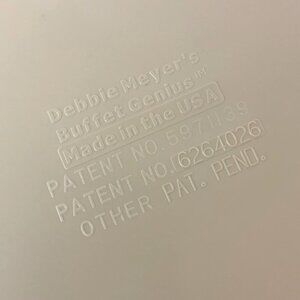 Debbie Meyer's
Buffet Genius™
Made in the USA
PATENT NO. 5971139
PATENT NO. 6264026
OTHER PAT. PEND.